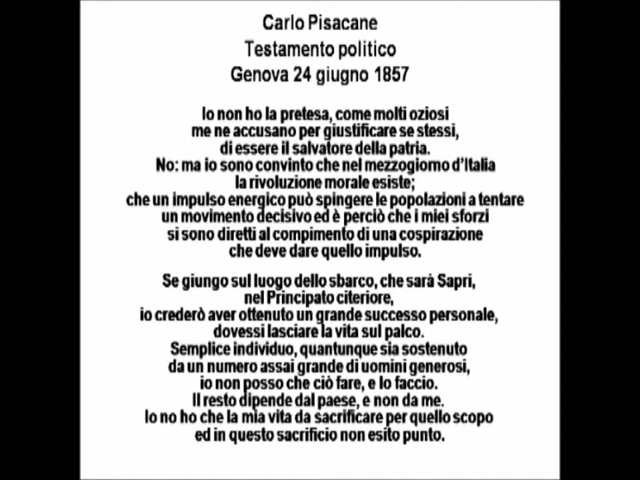 Carlo Pisacane
Testamento politico
Genova 24 giugno 1857
Io non ho la pretesa, come molti oziosi
me ne accusano per giustificare se stessi,
di essere il salvatore della patria.
No: ma io sono convinto che nel mezzogiorno d'Italia
la rivoluzione morale esiste;
che un impulso energico può spingere le popolazioni a tentare
un movimento decisivo ed è perciò che i miei sforzi
si sono diretti al compimento di una cospirazione
che deve dare quello impulso.
Se giungo sul luogo dello sbarco, che sarà Sapri,
nel Principato citeriore,
io crederò aver ottenuto un grande successo personale,
dovessi lasciare la vita sul palco.
Semplice individuo, quantunque sia sostenuto
da un numero assai grande di uomini generosi,
io non posso che ciò fare, e lo faccio.
Il resto dipende dal paese, e non da me.
Io no ho che la mia vita da sacrificare per quello scopo
ed in questo sacrificio non esito punto.